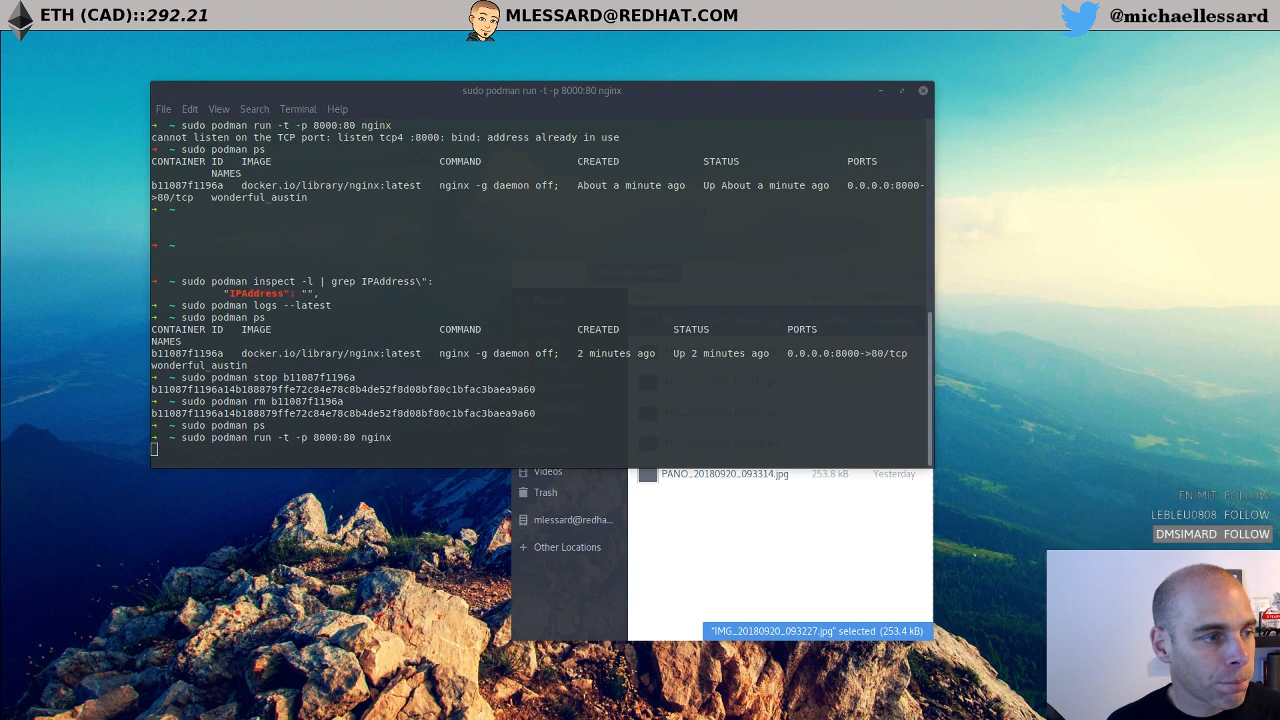 ETH (CAD)::292.21
MLESSARD@REDHAT.COM
@michaellessard
sudo podman run -t -p 8000:80 nginx
File Edit View Search Terminal Help
→ ~ sudo podman run -t -p 8000:80 nginx
cannot listen on the TCP port: listen tcp4 :8000: bind: address already in use
→ ~ sudo podman ps
CONTAINER ID IMAGE COMMAND CREATED STATUS PORTS
NAMES
b11087f1196a docker.io/library/nginx:latest nginx -g daemon off; About a minute ago Up About a minute ago 0.0.0.0:8000-
>80/tcp wonderful_austin
→ ~
→ ~
→ ~ sudo podman inspect -l | grep IPAddress\":
"IPAddress": "",
→ ~ sudo podman logs --latest
→ ~ sudo podman ps
CONTAINER ID IMAGE COMMAND CREATED STATUS PORTS
NAMES
b11087f1196a docker.io/library/nginx:latest nginx -g daemon off; 2 minutes ago Up 2 minutes ago 0.0.0.0:8000->80/tcp
wonderful_austin
→ ~ sudo podman stop b11087f1196a
b11087f1196a14b188879ffe72c84e78c8b4de52f8d08bf80c1bfac3baea9a60
→ ~ sudo podman rm b11087f1196a
b11087f1196a14b188879ffe72c84e78c8b4de52f8d08bf80c1bfac3baea9a60
→ ~ sudo podman ps
→ ~ sudo podman run -t -p 8000:80 nginx
Videos
PANO_20180920_093314.jpg 253.8 kB Yesterday
Trash
mlessard@redha...
Other Locations
"IMG_20180920_093227.jpg" selected (253.4 kB)
FNIMIT FOLLOW
LEBLEU0808 FOLLOW
DMSIMARD FOLLOW